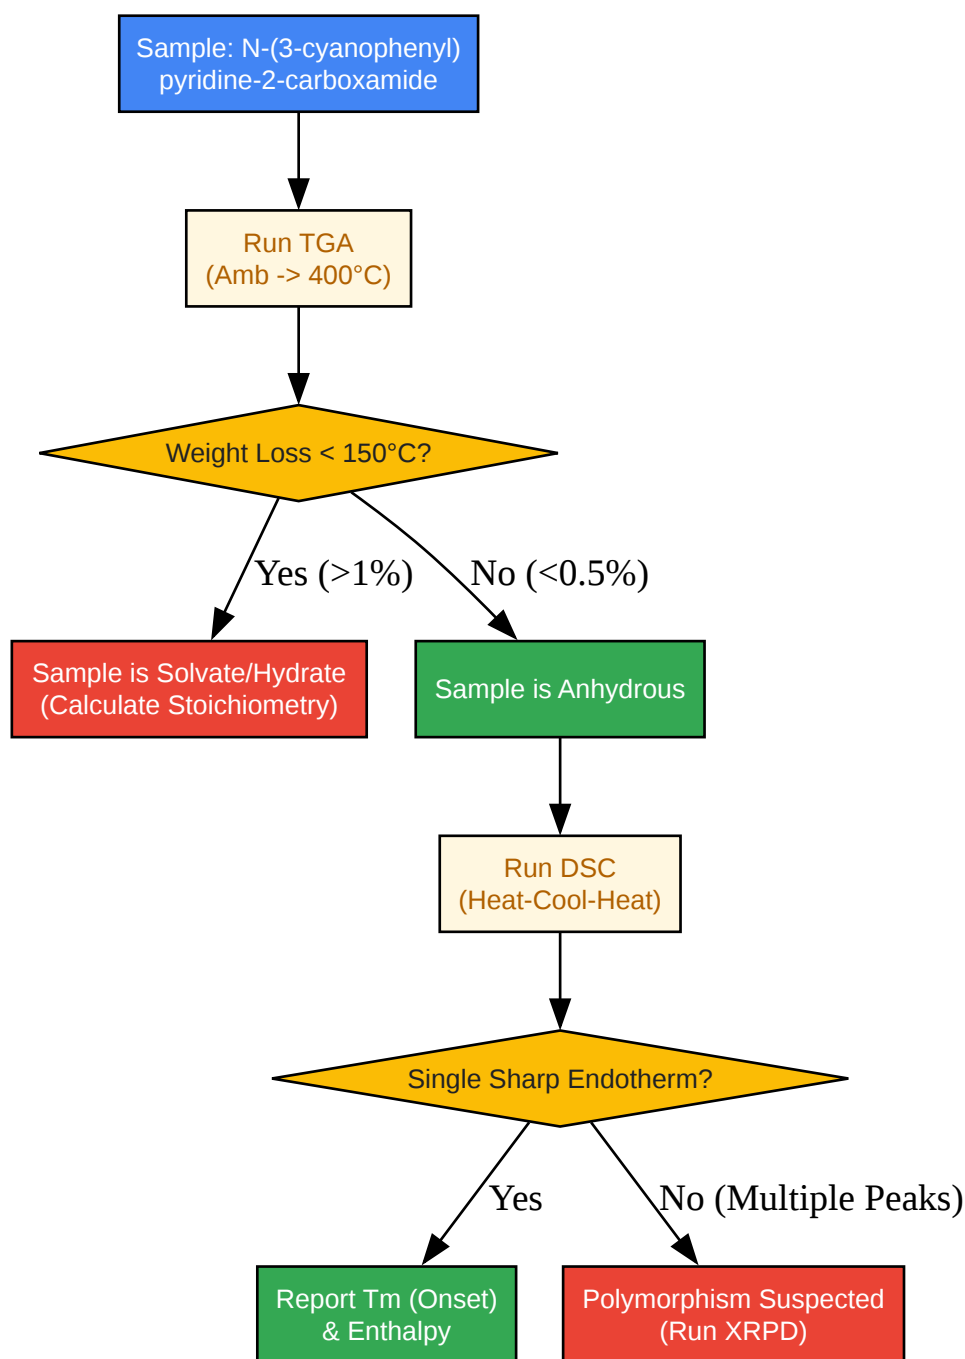 Sample: N-(3-cyanophenyl)
pyridine-2-carboxamide
Run TGA
(Amb -> 400°C)
Weight Loss < 150°C?
Yes (>1%)
No (<0.5%)
Sample is Solvate/Hydrate
(Calculate Stoichiometry)
Sample is Anhydrous
Run DSC
(Heat-Cool-Heat)
Single Sharp Endotherm?
Yes
No (Multiple Peaks)
Report Tm (Onset)
& Enthalpy
Polymorphism Suspected
(Run XRPD)